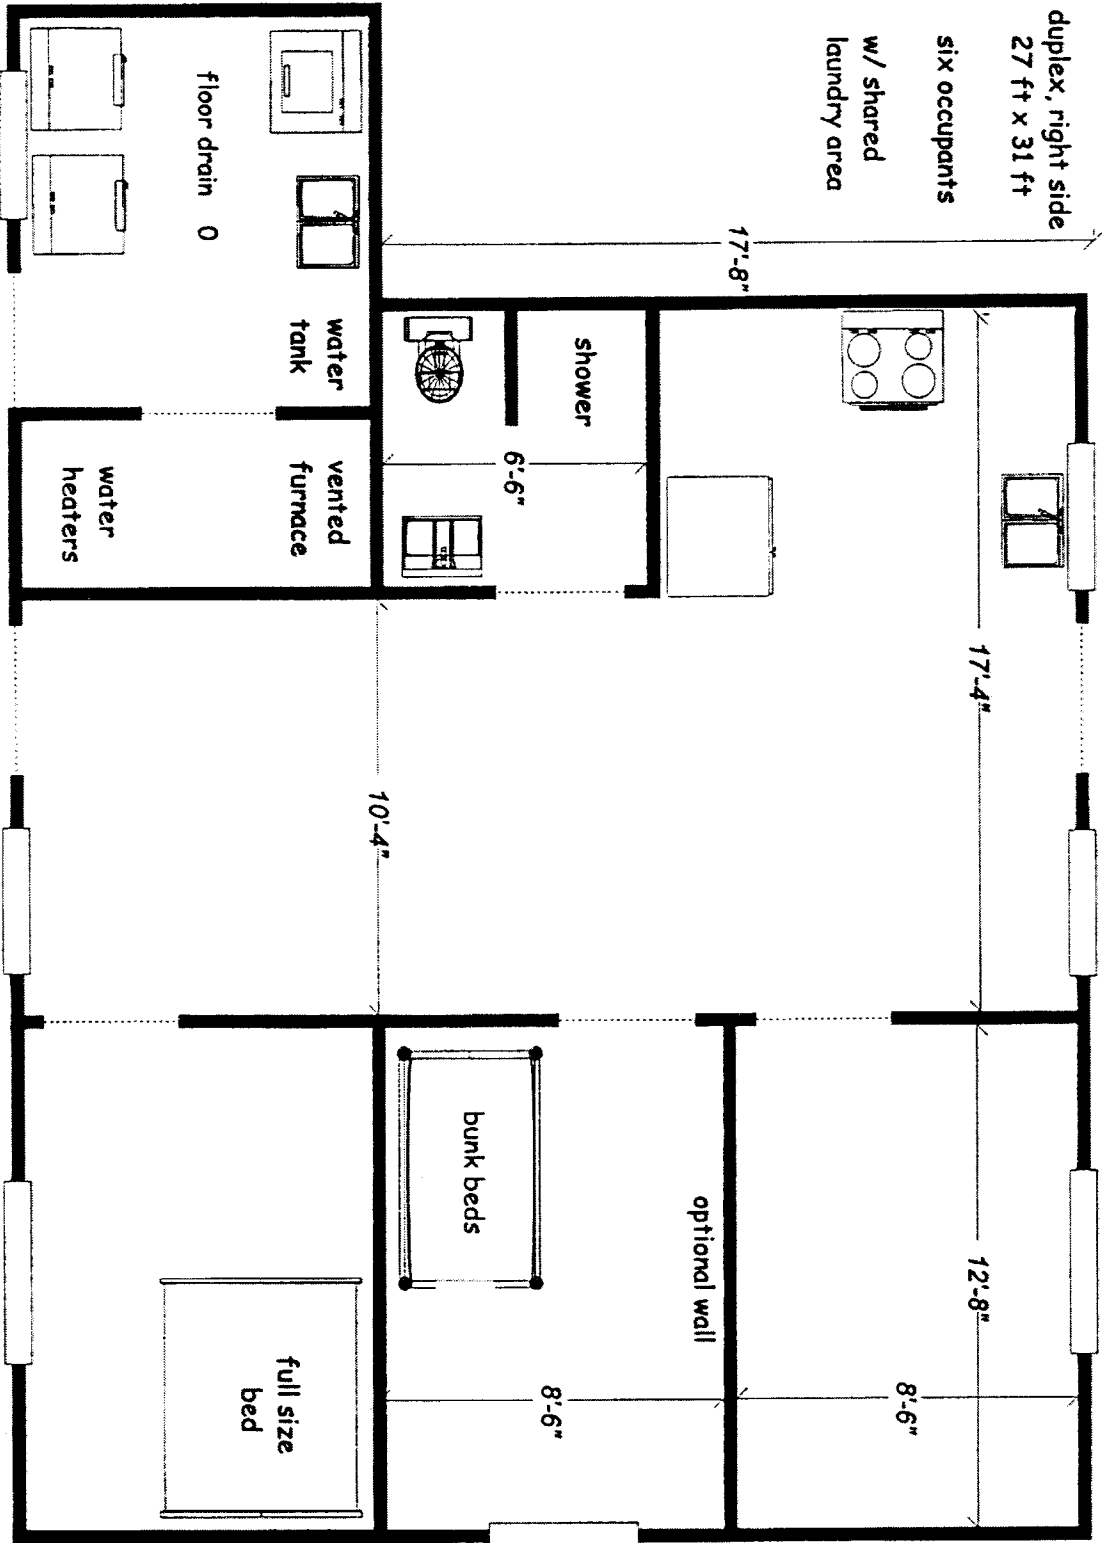 duplex, right side
27 ft x 31 ft
six occupants
w/ shared
laundry area
17'-8"
floor drain O
water
tank
shower
6'-6"
vented
furnace
water
heaters
17'-4"
10'-4"
bunk beds
optional wall
12'-8"
8'-6"
8'-6"
full size
bed